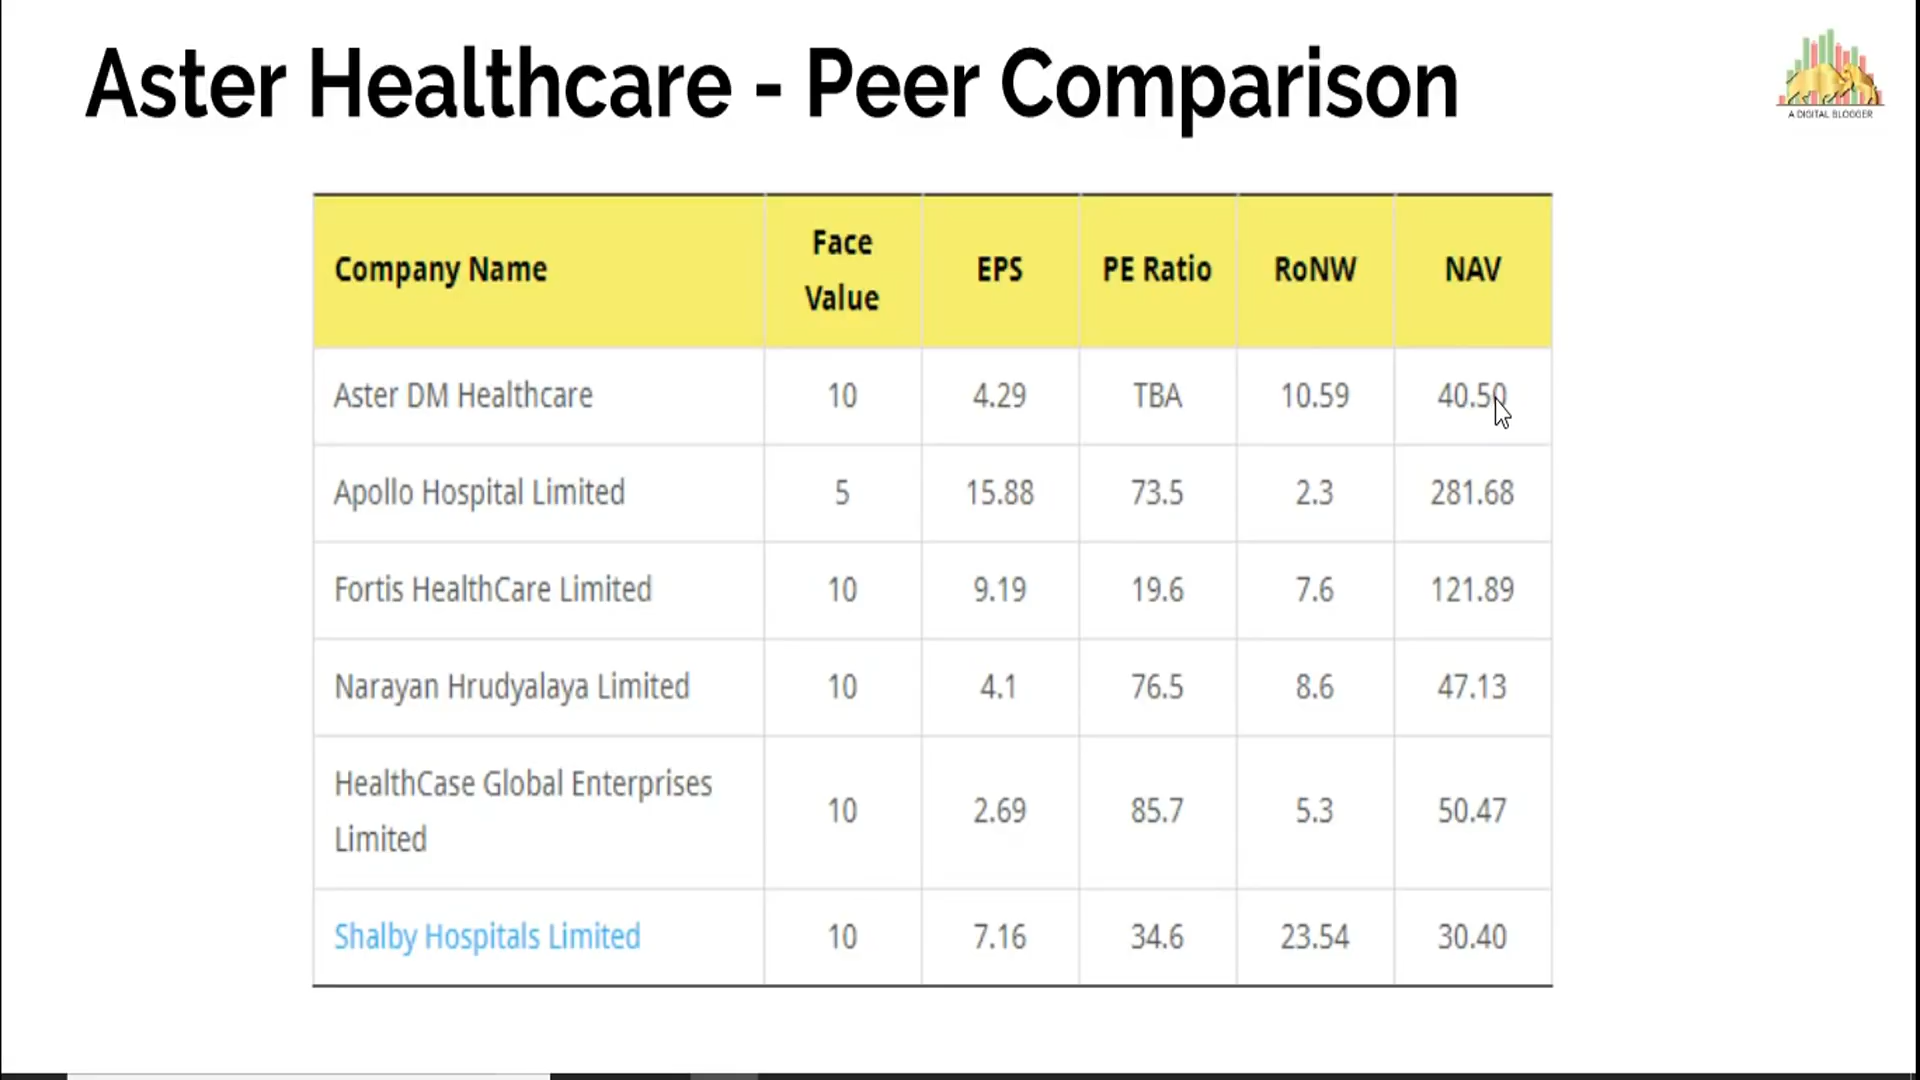 Aster Healthcare - Peer Comparison
A DIGITAL BLOGGER
Company Name Face Value EPS PE Ratio RoNW NAV
Aster DM Healthcare 10 4.29 TBA 10.59 40.50
Apollo Hospital Limited 5 15.88 73.5 2.3 281.68
Fortis HealthCare Limited 10 9.19 19.6 7.6 121.89
Narayan Hrudyalaya Limited 10 4.1 76.5 8.6 47.13
HealthCase Global Enterprises Limited 10 2.69 85.7 5.3 50.47
Shalby Hospitals Limited 10 7.16 34.6 23.54 30.40